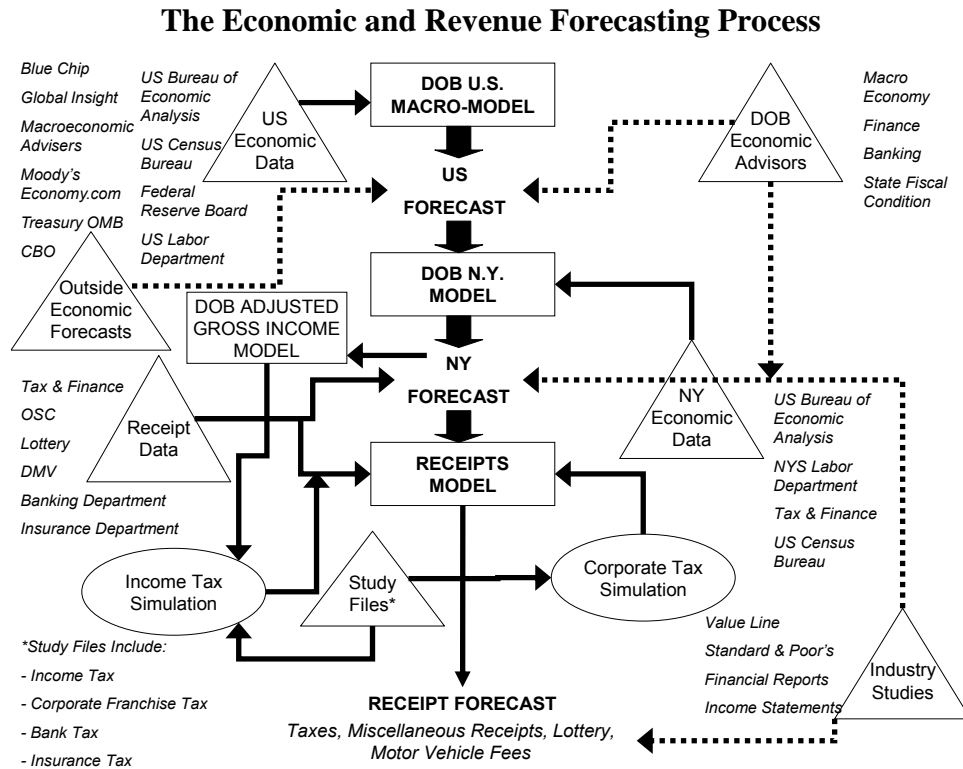 The Economic and Revenue Forecasting Process
Blue Chip
Global Insight
Macroeconomic
Advisers
Moody's
Economy.com
Treasury OMB
CBO
US Bureau of
Economic
Analysis
US Census
Bureau
Federal
Reserve Board
US Labor
Department
US
Economic
Data
DOB U.S.
MACRO-MODEL
US
FORECAST
DOB
Economic
Advisors
Macro
Economy
Finance
Banking
State Fiscal
Condition
Outside
Economic
Forecasts
DOB ADJUSTED
GROSS INCOME
MODEL
DOB N.Y.
MODEL
NY
FORECAST
Tax & Finance
OSC
Lottery
DMV
Banking Department
Insurance Department
Receipt
Data
RECEIPTS
MODEL
NY
Economic
Data
US Bureau of
Economic
Analysis
NYS Labor
Department
Tax & Finance
US Census
Bureau
Income Tax
Simulation
Study
Files*
Corporate Tax
Simulation
*Study Files Include:
- Income Tax
- Corporate Franchise Tax
- Bank Tax
- Insurance Tax
RECEIPT FORECAST
Taxes, Miscellaneous Receipts, Lottery,
Motor Vehicle Fees
Value Line
Standard & Poor's
Financial Reports
Income Statements
Industry
Studies